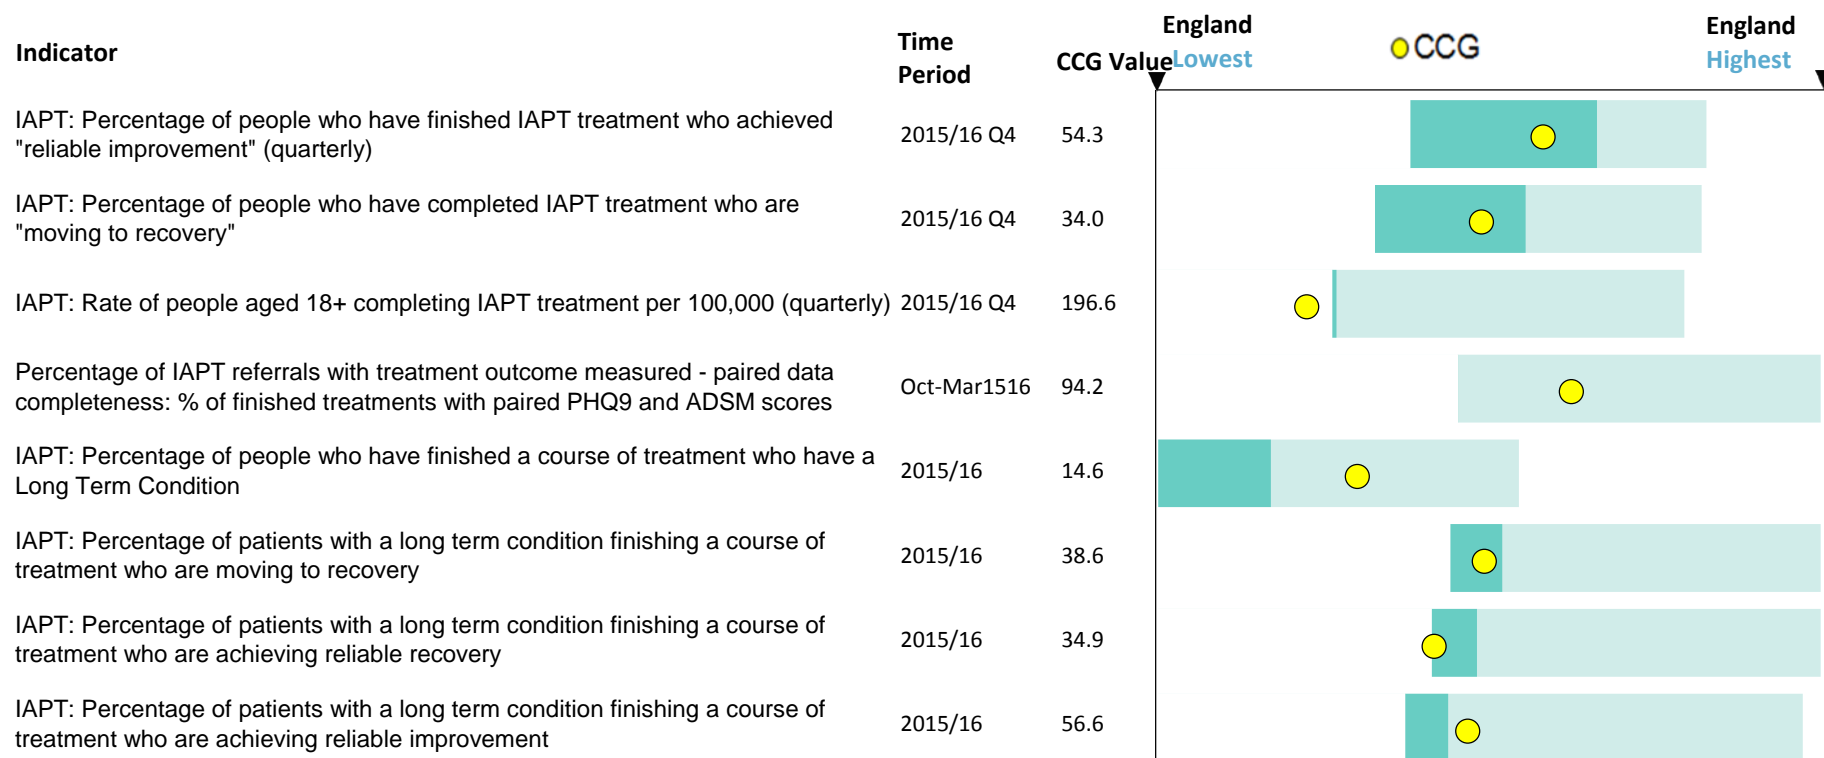 Indicator
Time
Period
CCG Value
England
Lowest
CCG
England
Highest
IAPT: Percentage of people who have finished IAPT treatment who achieved
"reliable improvement" (quarterly)
2015/16 Q4
54.3
IAPT: Percentage of people who have completed IAPT treatment who are
"moving to recovery"
2015/16 Q4
34.0
IAPT: Rate of people aged 18+ completing IAPT treatment per 100,000 (quarterly)
2015/16 Q4
196.6
Percentage of IAPT referrals with treatment outcome measured - paired data
completeness: % of finished treatments with paired PHQ9 and ADSM scores
Oct-Mar1516
94.2
IAPT: Percentage of people who have finished a course of treatment who have a
Long Term Condition
2015/16
14.6
IAPT: Percentage of patients with a long term condition finishing a course of
treatment who are moving to recovery
2015/16
38.6
IAPT: Percentage of patients with a long term condition finishing a course of
treatment who are achieving reliable recovery
2015/16
34.9
IAPT: Percentage of patients with a long term condition finishing a course of
treatment who are achieving reliable improvement
2015/16
56.6